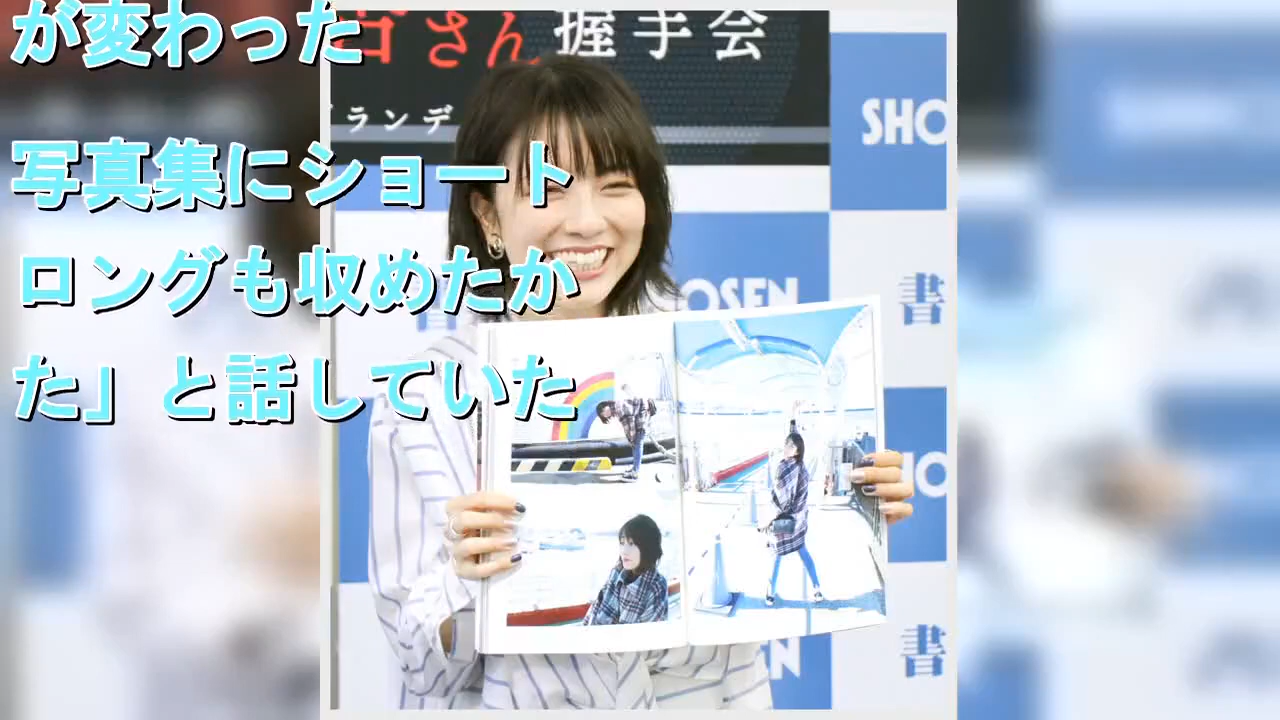 が変わった
写真集にショート
ロングも収めたか
た」と話していた
さん 握手会
ランデ
SHO
OSEN
書
書